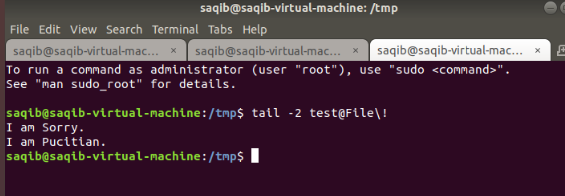 saqib@saqib-virtual-machine: /tmp
File Edit View Search Terminal Tabs Help
saqib@saqib-virtual-mac... × saqib@saqib-virtual-mac... × saqib@saqib-virtual-mac... ×
To run a command as administrator (user "root"), use "sudo <command>".
See "man sudo_root" for details.
saqib@saqib-virtual-machine:/tmp$ tail -2 test@File\!
I am Sorry.
I am Pucitian.
saqib@saqib-virtual-machine:/tmp$